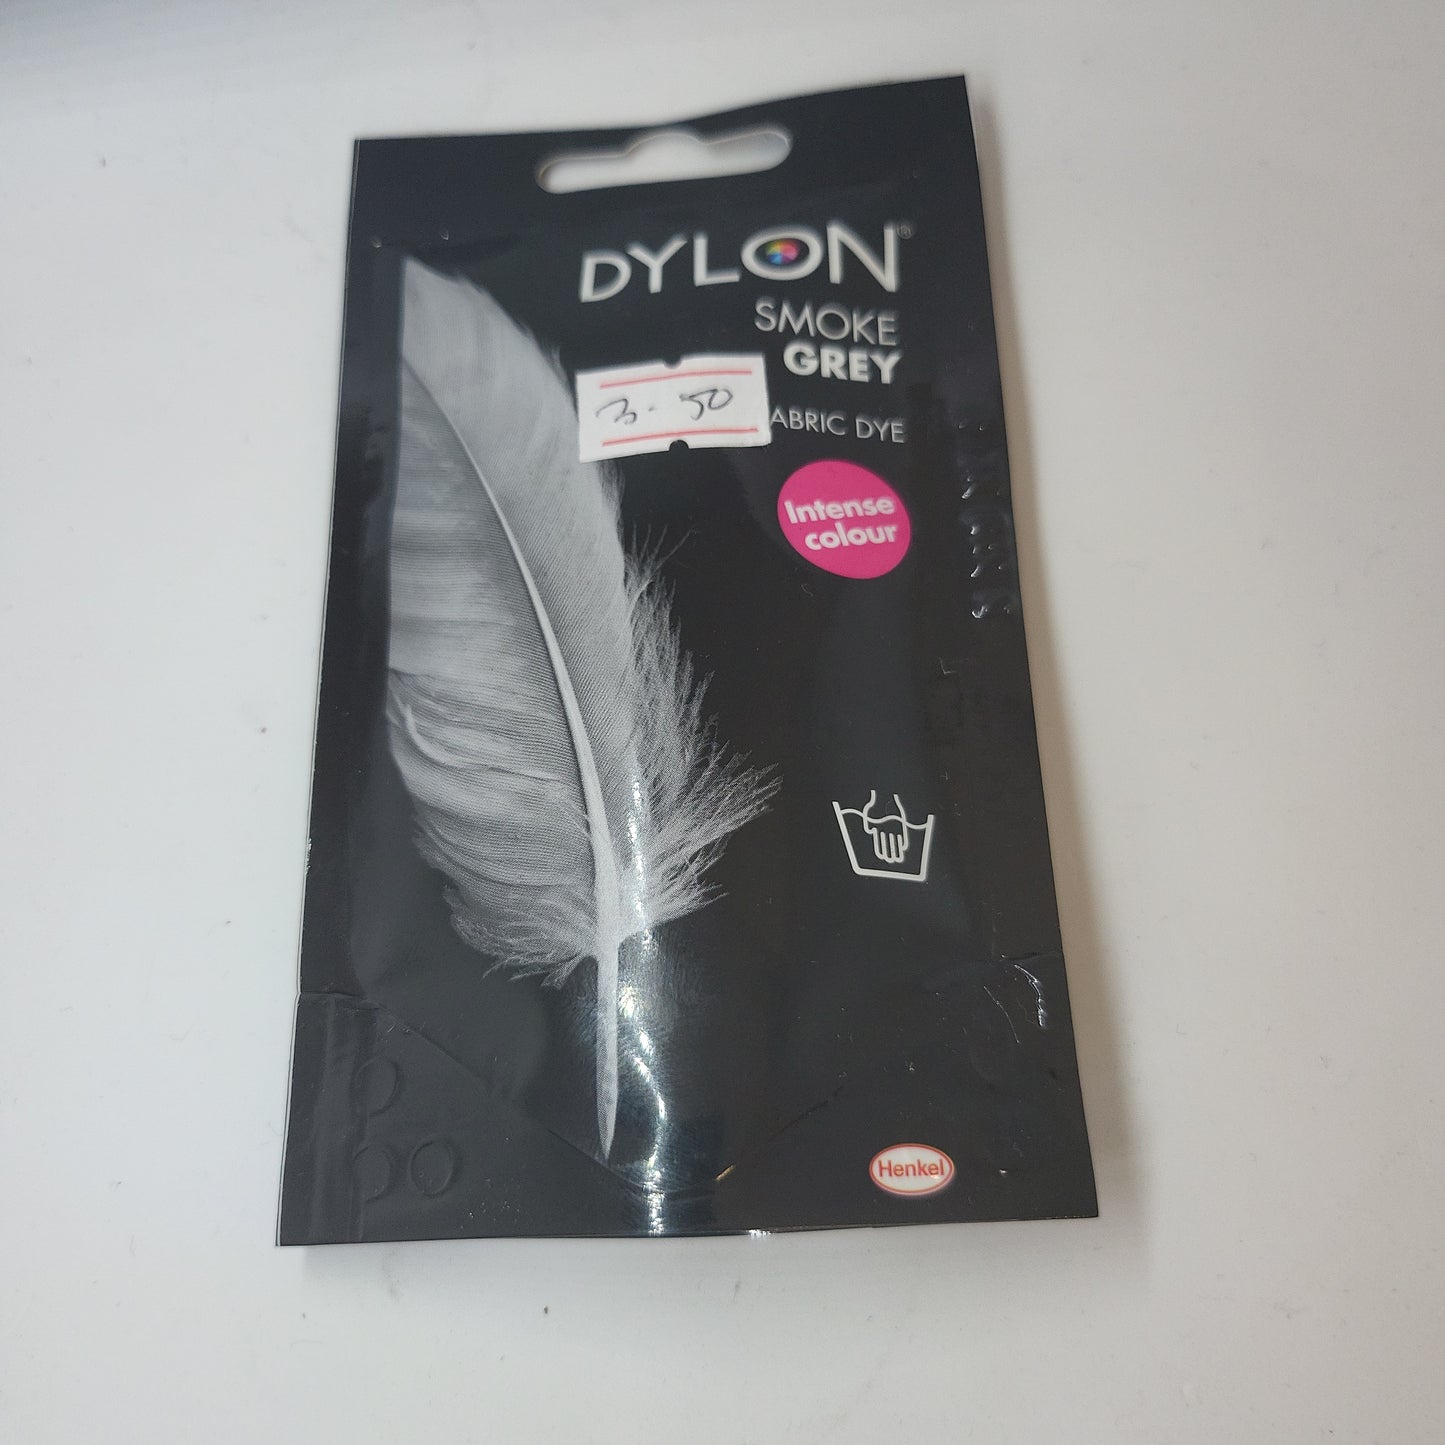 DYLON®
SMOKE
GREY
3-50
ABRIC DYE
Intense
colour
Henkel